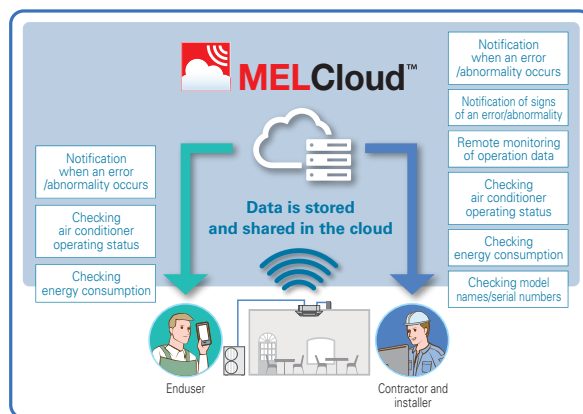 MELCloud™
Notification
when an error
/abnormality occurs
Checking
air conditioner
operating status
Checking
energy consumption
Data is stored
and shared in the cloud
Notification
when an error
/abnormality occurs
Notification of signs
of an error/abnormality
Remote monitoring
of operation data
Checking
air conditioner
operating status
Checking
energy consumption
Checking model
names/serial numbers
Enduser
Contractor and
installer